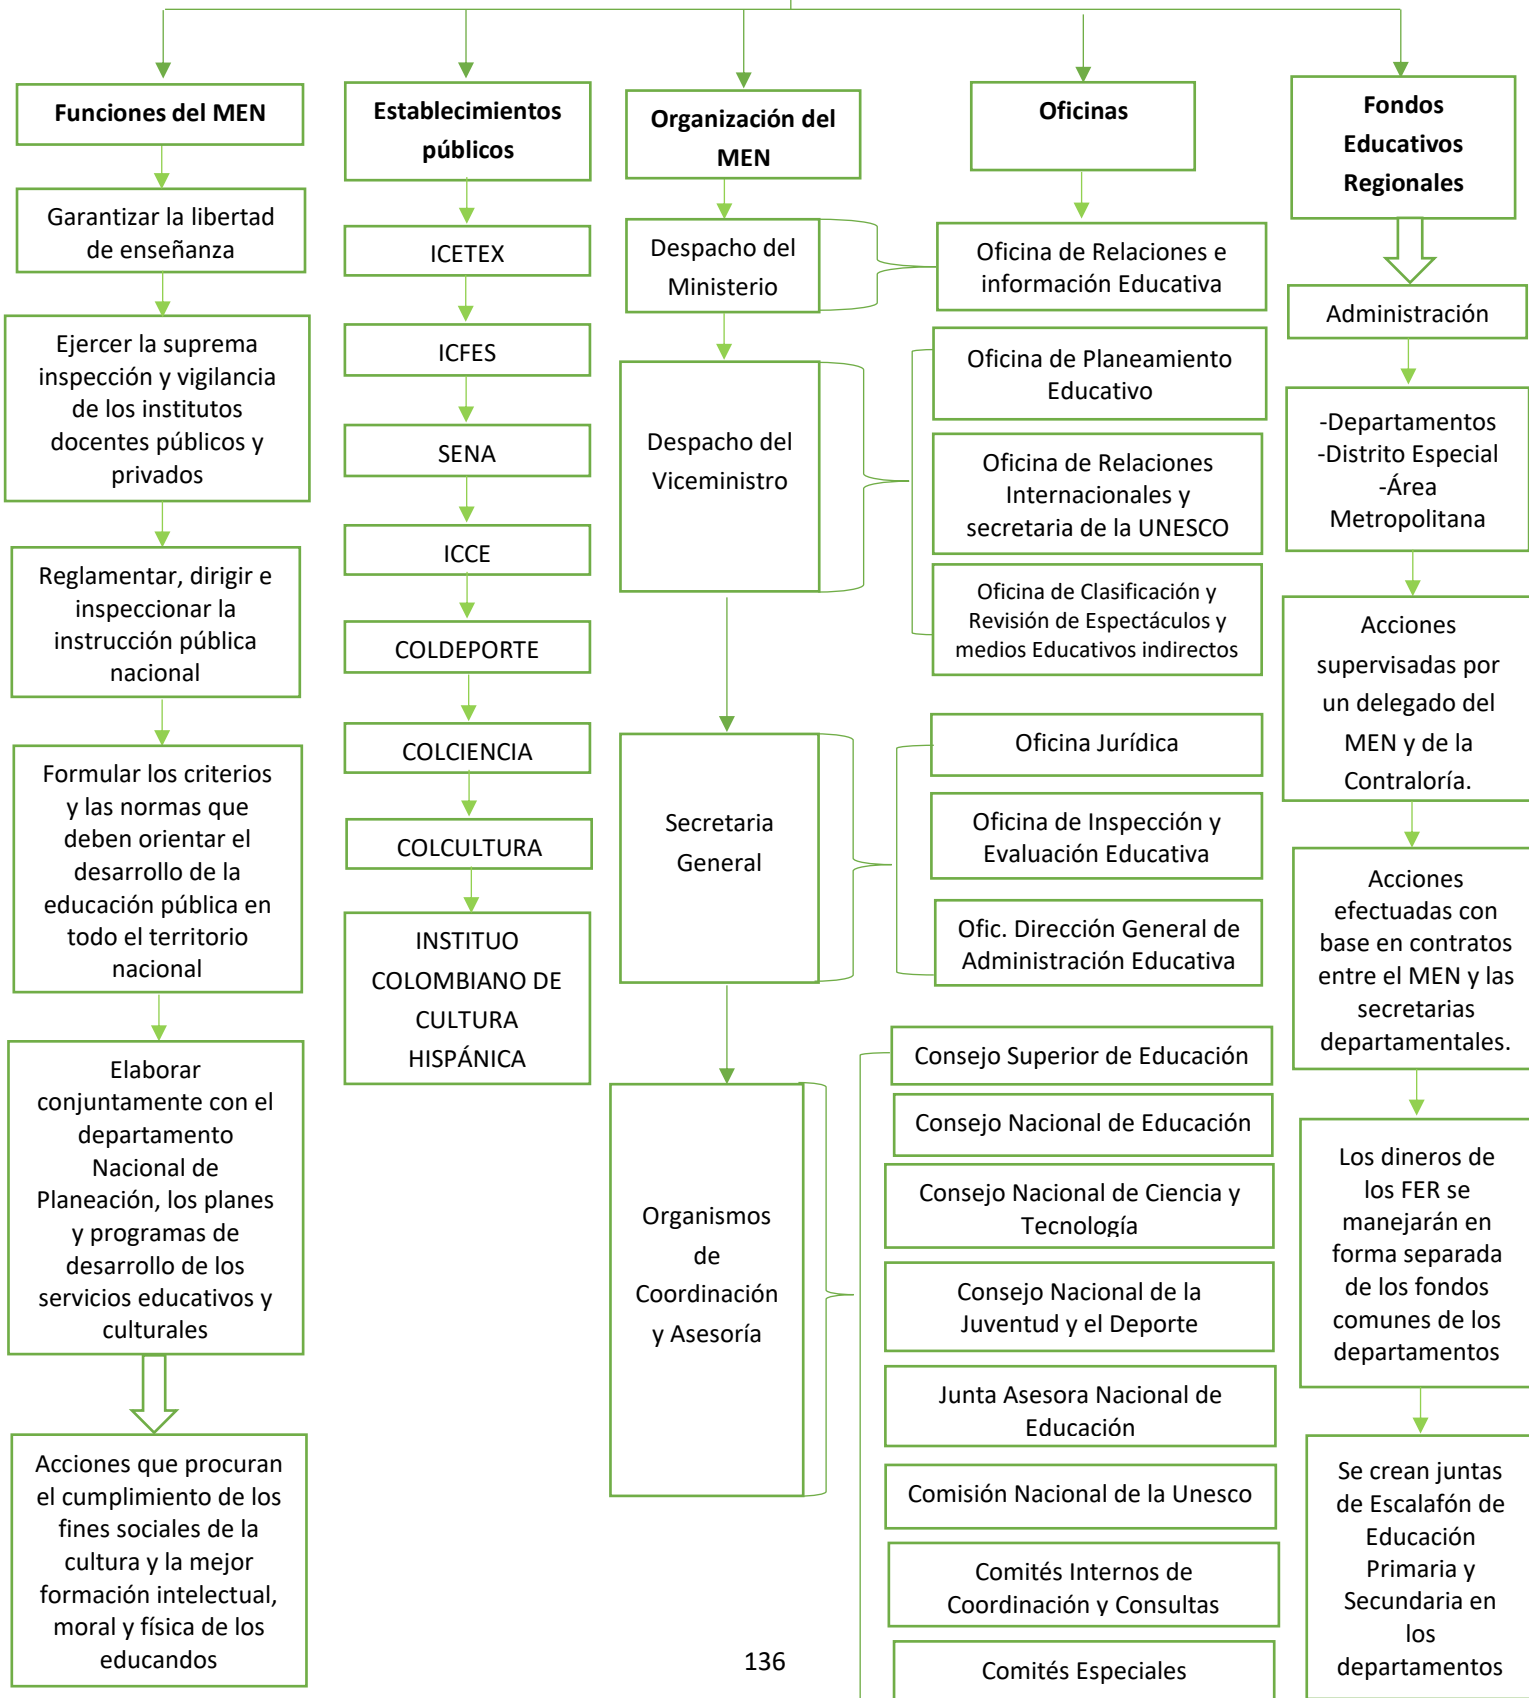 Funciones del MEN
Garantizar la libertad
de enseñanza
Ejercer la suprema
inspección y vigilancia
de los institutos
docentes públicos y
privados
Reglamentar, dirigir e
inspeccionar la
instrucción pública
nacional
Formular los criterios
y las normas que
deben orientar el
desarrollo de la
educación pública en
todo el territorio
nacional
Elaborar
conjuntamente con el
departamento
Nacional de
Planeación, los planes
y programas de
desarrollo de los
servicios educativos y
culturales
Acciones que procuran
el cumplimiento de los
fines sociales de la
cultura y la mejor
formación intelectual,
moral y física de los
educandos
Establecimientos
públicos
ICETEX
ICFES
SENA
ICCE
COLDEPORTE
COLCIENCIA
COLCULTURA
INSTITUO
COLOMBIANO DE
CULTURA
HISPÁNICA
Organización del
MEN
Despacho del
Ministerio
Despacho del
Viceministro
Secretaria
General
Organismos
de
Coordinación
y Asesoría
Oficinas
Oficina de Relaciones e
información Educativa
Oficina de Planeamiento
Educativo
Oficina de Relaciones
Internacionales y
secretaria de la UNESCO
Oficina de Clasificación y
Revisión de Espectáculos y
medios Educativos indirectos
Oficina Jurídica
Oficina de Inspección y
Evaluación Educativa
Ofic. Dirección General de
Administración Educativa
Consejo Superior de Educación
Consejo Nacional de Educación
Consejo Nacional de Ciencia y
Tecnología
Consejo Nacional de la
Juventud y el Deporte
Junta Asesora Nacional de
Educación
Comisión Nacional de la Unesco
Comités Internos de
Coordinación y Consultas
Comités Especiales
Fondos
Educativos
Regionales
Administración
-Departamentos
-Distrito Especial
-Área
Metropolitana
Acciones
supervisadas por
un delegado del
MEN y de la
Contraloría.
Acciones
efectuadas con
base en contratos
entre el MEN y las
secretarias
departamentales.
Los dineros de
los FER se
manejarán en
forma separada
de los fondos
comunes de los
departamentos
Se crean juntas
de Escalafón de
Educación
Primaria y
Secundaria en
los
departamentos
136